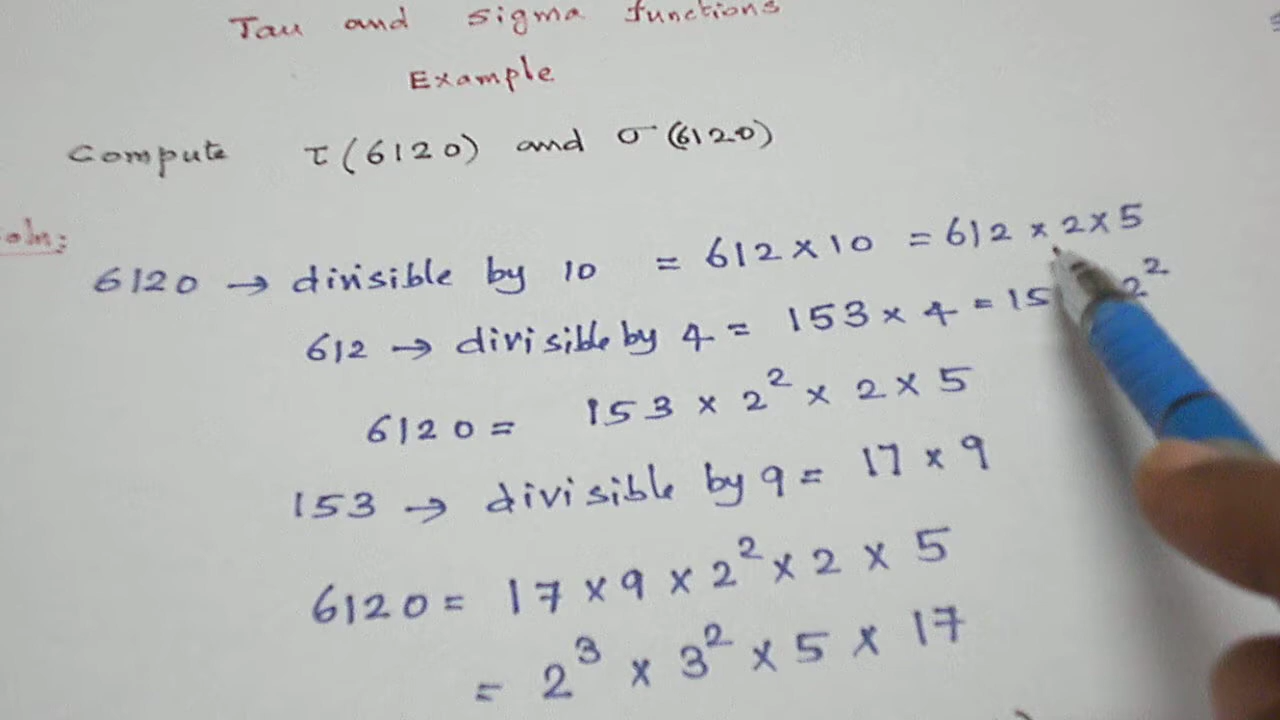 Tau and sigma functions
Example
Compute τ(6120) and σ(6120)
oln:
6120 → divisible by 10 = 612 × 10 = 612 × 2 × 5
612 → divisible by 4 = 153 × 4 = 15 2²
6120 = 153 × 2² × 2 × 5
153 → divisible by 9 = 17 × 9
6120 = 17 × 9 × 2² × 2 × 5
= 2³ × 3² × 5 × 17